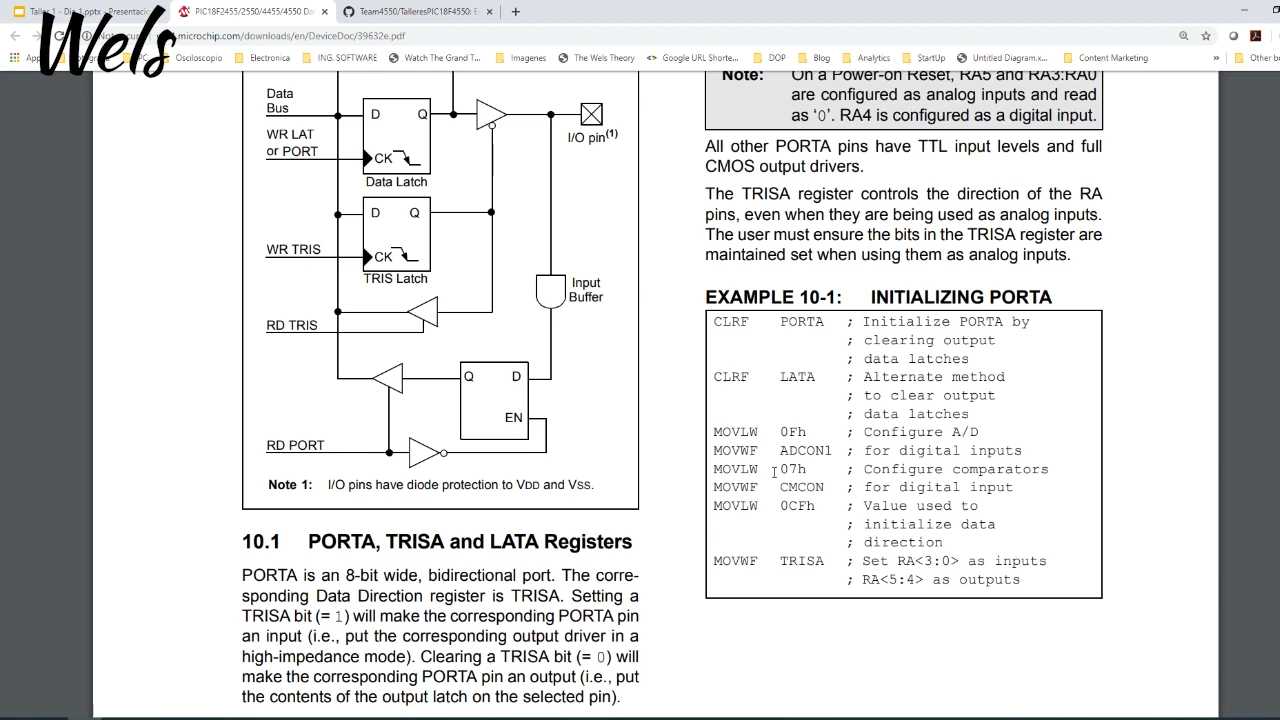 Taller 1 - Día 1.pptx - Presentacio
PIC18F2455/2550/4455/4550 Da
Team4550/TalleresPIC18F4550: E
Wels
.microchip.com/downloads/en/DeviceDoc/39632e.pdf
PC
Osciloscopio
Electronica
ING. SOFTWARE
Watch The Grand T...
Imagenes
The Wels Theory
Google URL Shorte...
DOP
Blog
Analytics
StartUp
Untitled Diagram.x...
Content Marketing
»
Other bo
Data
Bus
D
Q
WR LAT
or PORT
CK
Data Latch
I/O pin(1)
D
Q
WR TRIS
CK
TRIS Latch
Input
Buffer
RD TRIS
Q
D
EN
RD PORT
Note 1: I/O pins have diode protection to VDD and VSS.
10.1 PORTA, TRISA and LATA Registers
PORTA is an 8-bit wide, bidirectional port. The corre-
sponding Data Direction register is TRISA. Setting a
TRISA bit (= 1) will make the corresponding PORTA pin
an input (i.e., put the corresponding output driver in a
high-impedance mode). Clearing a TRISA bit (= 0) will
make the corresponding PORTA pin an output (i.e., put
the contents of the output latch on the selected pin).
Note: On a Power-on Reset, RA5 and RA3:RA0
are configured as analog inputs and read
as ‘0’. RA4 is configured as a digital input.
All other PORTA pins have TTL input levels and full
CMOS output drivers.
The TRISA register controls the direction of the RA
pins, even when they are being used as analog inputs.
The user must ensure the bits in the TRISA register are
maintained set when using them as analog inputs.
EXAMPLE 10-1: INITIALIZING PORTA
CLRF PORTA ; Initialize PORTA by
; clearing output
; data latches
CLRF LATA ; Alternate method
; to clear output
; data latches
MOVLW 0Fh ; Configure A/D
MOVWF ADCON1 ; for digital inputs
MOVLW 07h ; Configure comparators
MOVWF CMCON ; for digital input
MOVLW 0CFh ; Value used to
; initialize data
; direction
MOVWF TRISA ; Set RA<3:0> as inputs
; RA<5:4> as outputs